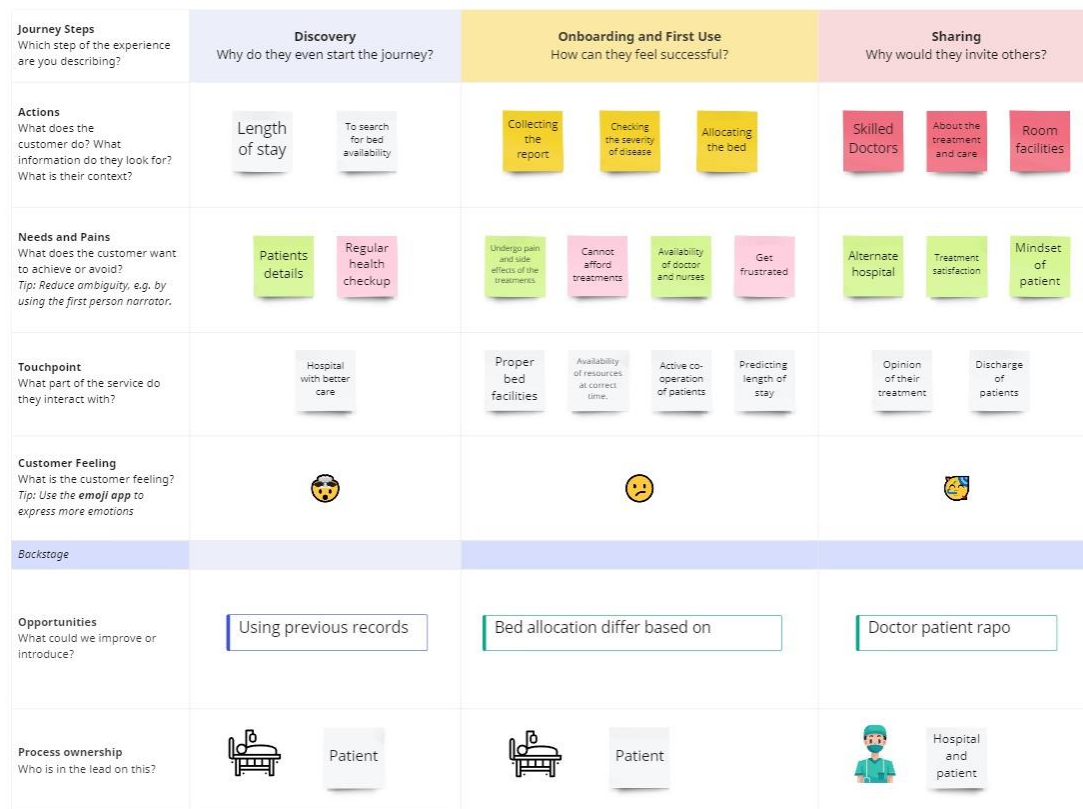 Journey Steps
Which step of the experience
are you describing?
Discovery
Why do they even start the journey?
Onboarding and First Use
How can they feel successful?
Sharing
Why would they invite others?
Actions
What does the
customer do? What
information do they look for?
What is their context?
Length
of stay
To search
for bed
availability
Collecting
the
report
Checking
the severity
of disease
Allocating
the bed
Skilled
Doctors
About the
treatment
and care
Room
facilities
Needs and Pains
What does the customer want
to achieve or avoid?
Tip: Reduce ambiguity, e.g. by
using the first person narrator.
Patients
details
Regular
health
checkup
Undergo pain
and side
effects of the
treatments
Cannot
afford
treatments
Availability
of doctor
and nurses
Get
frustrated
Alternate
hospital
Treatment
satisfaction
Mindset
of
patient
Touchpoint
What part of the service do
they interact with?
Hospital
with better
care
Proper
bed
facilities
Availability
of resources
at correct
time.
Active co-
operation
of patients
Predicting
length of
stay
Opinion
of their
treatment
Discharge
of
patients
Customer Feeling
What is the customer feeling?
Tip: Use the emoji app to
express more emotions
Backstage
Opportunities
What could we improve or
introduce?
Using previous records
Bed allocation differ based on
Doctor patient rapo
Process ownership
Who is in the lead on this?
Patient
Patient
Hospital
and
patient